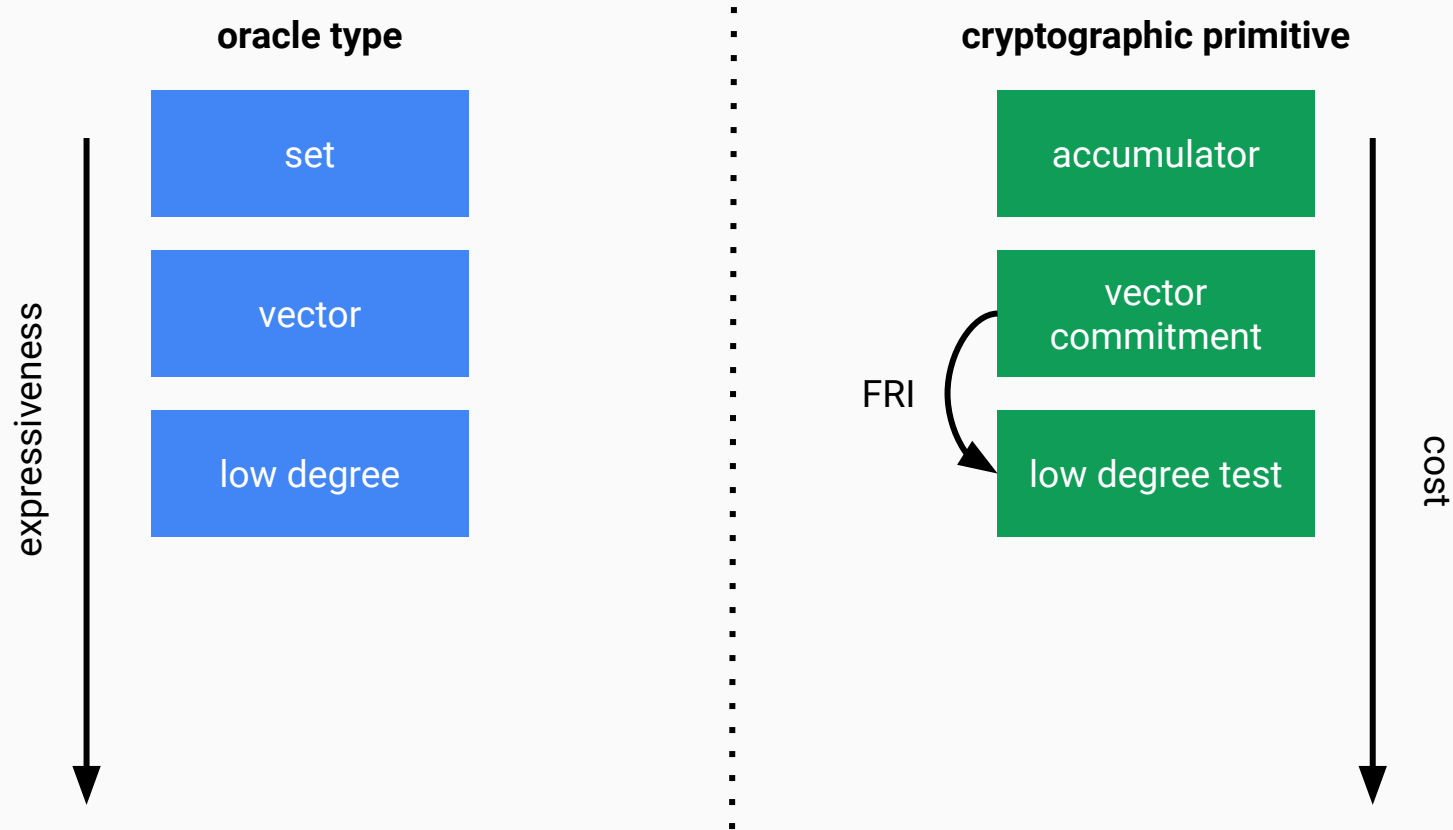 oracle type
cryptographic primitive
set
accumulator
vector
vector
commitment
FRI
low degree
low degree test
expressiveness
cost